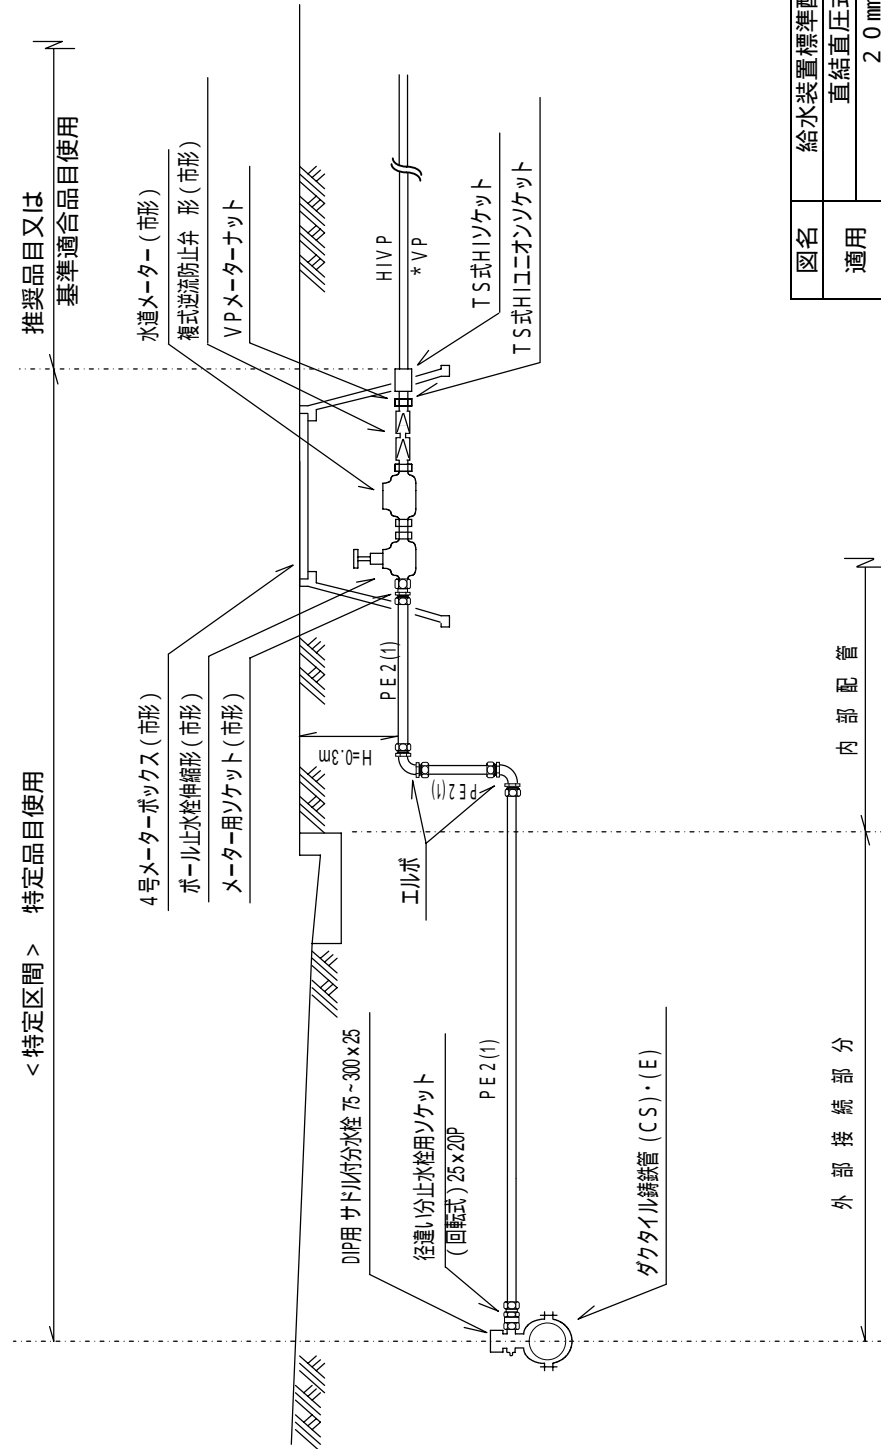 <特定区間> 特定品目使用
推奨品目又は
基準適合品目使用
4号メーターボックス(市形)
ボール止水栓伸縮形(市形)
メーター用ソケット(市形)
水道メーター(市形)
複式逆流防止弁 形(市形)
VPメーターナット
H=0.3m
PE2(1)
PE2(1)
HIVP
*VP
TS式HIソケット
TS式HIユニオンソケット
エルボ
DIP用 サドル付分水栓 75~300x25
径違い分止水栓用ソケット
(回転式)25x20P
PE2(1)
ダクタイル鋳鉄管(CS)・(E)
外部接続部分
内部配管
図名
給水装置標準配
適用
直結直圧式
20mm